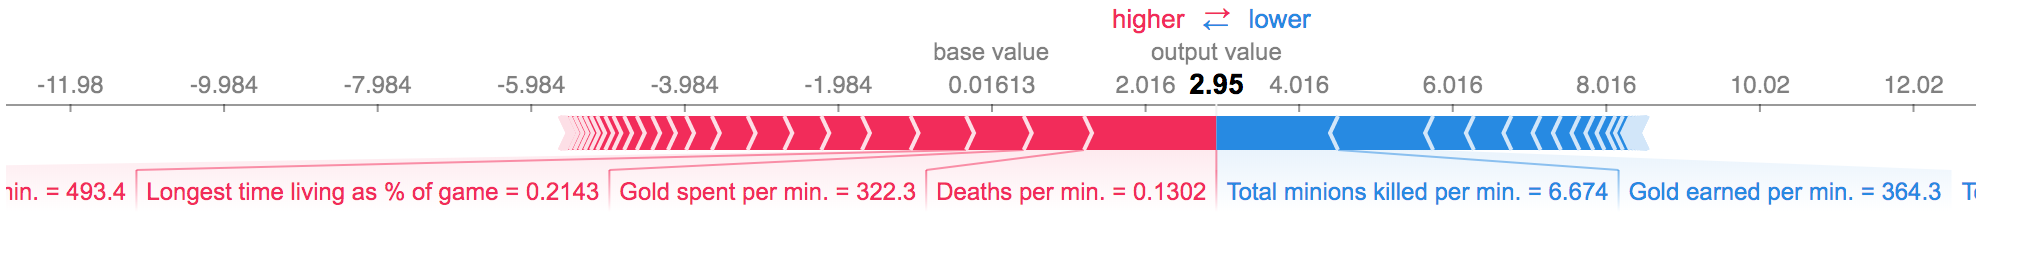 higher lower
base value output value
-11.98 -9.984 -7.984 -5.984 -3.984 -1.984 0.01613 2.016 2.95 4.016 6.016 8.016 10.02 12.02
= 493.4 Longest time living as % of game = 0.2143 Gold spent per min. = 322.3 Deaths per min. = 0.1302 Total minions killed per min. = 6.674 Gold earned per min. = 364.3